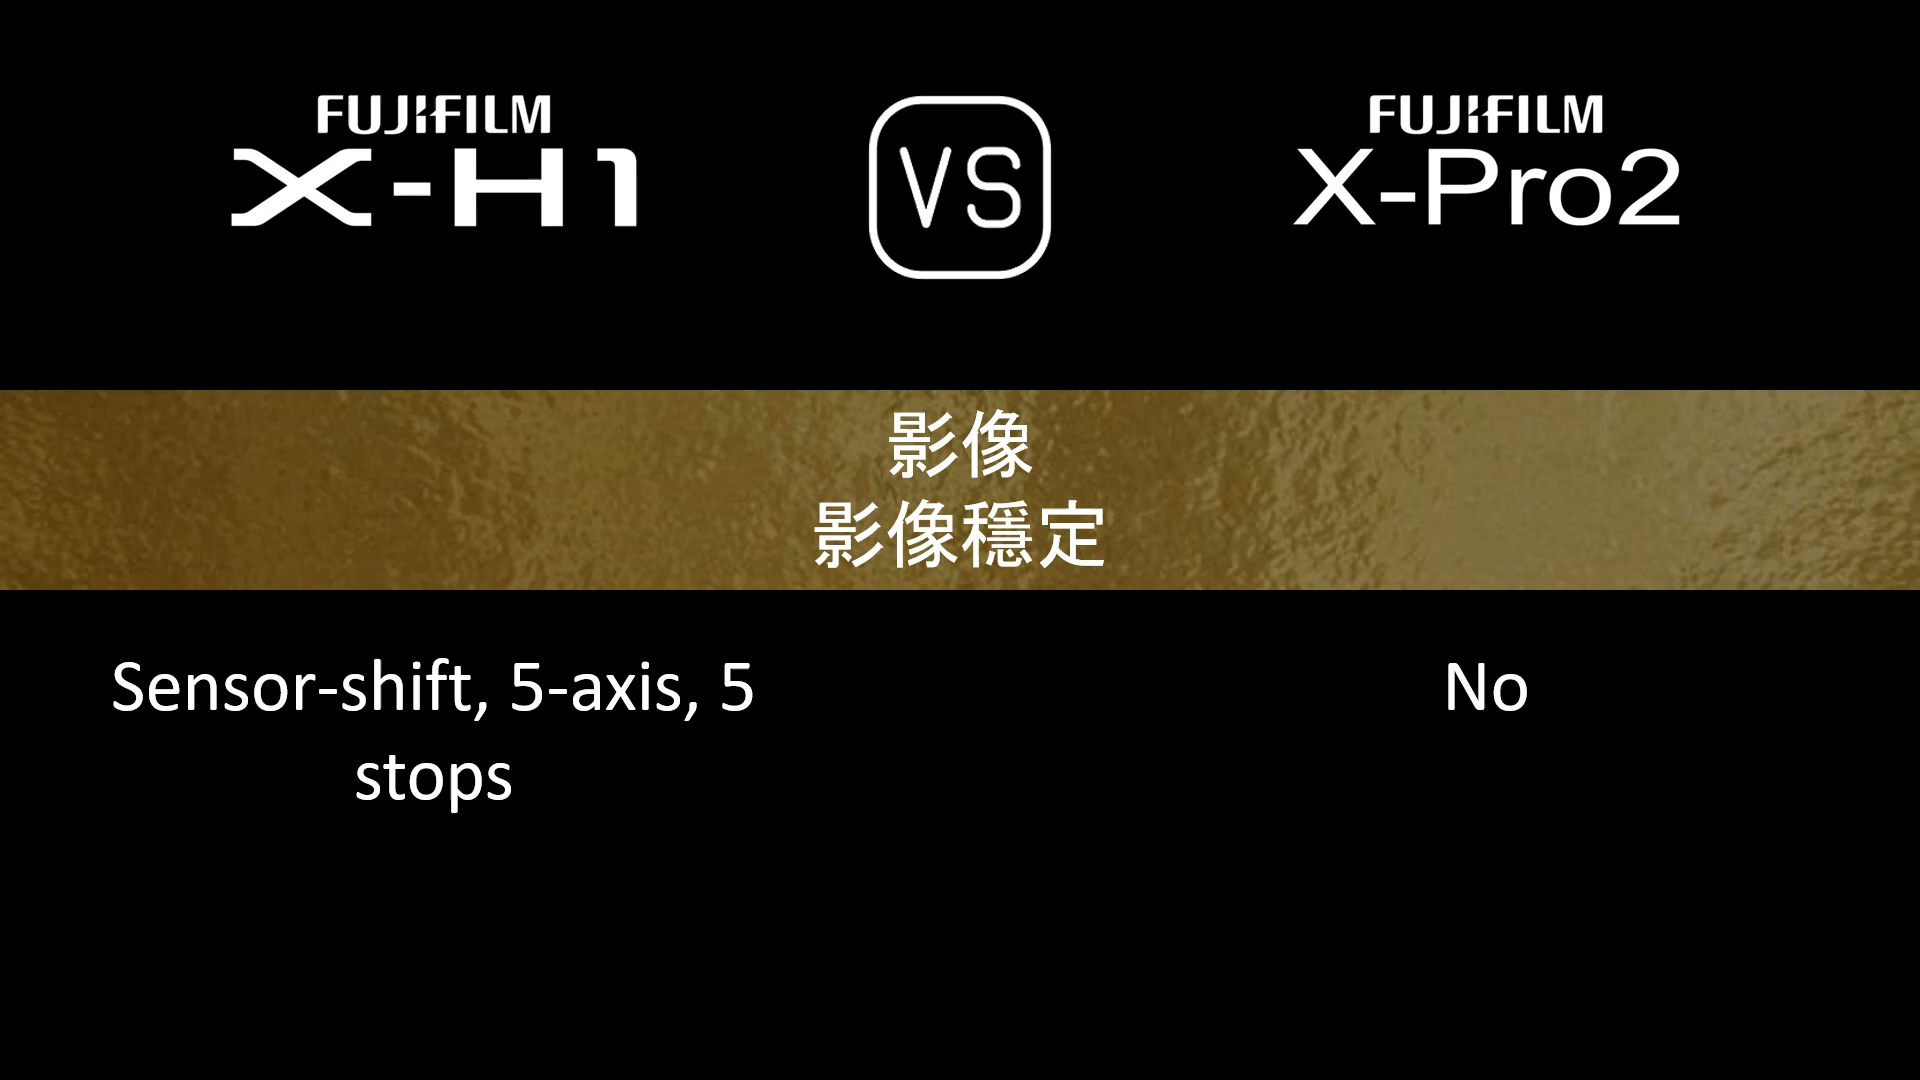 FUJIFILM
X-H1
VS
FUJIFILM
X-Pro2
影像
影像穩定
Sensor-shift, 5-axis, 5
stops
No